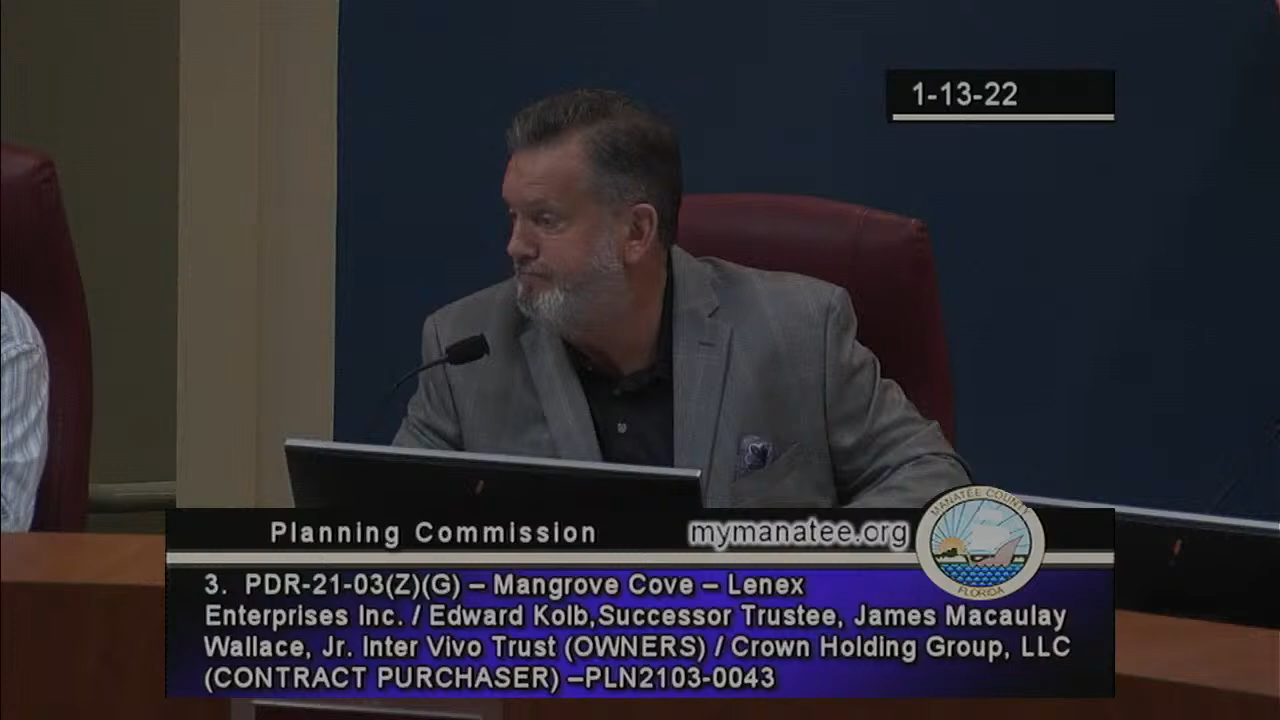 1-13-22
Planning Commission
mymanatee.org
MANATEE COUNTY
FLORIDA
3. PDR-21-03(Z)(G) – Mangrove Cove – Lenex
Enterprises Inc. / Edward Kolb,Successor Trustee, James Macaulay
Wallace, Jr. Inter Vivo Trust (OWNERS) / Crown Holding Group, LLC
(CONTRACT PURCHASER) –PLN2103-0043